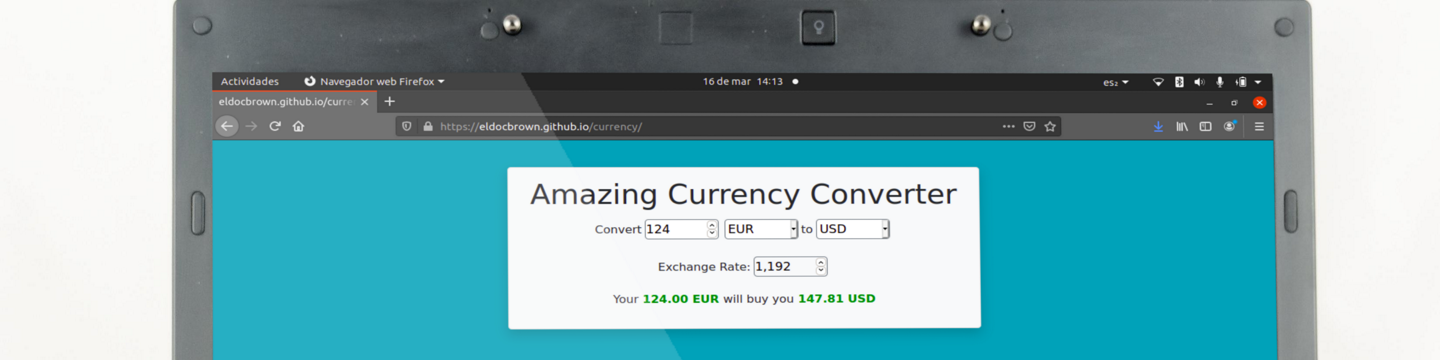 Actividades Navegador web Firefox 16 de mar 14:13 es₂
eldocbrown.github.io/curre
https://eldocbrown.github.io/currency/
Amazing Currency Converter
Convert 124 EUR to USD
Exchange Rate: 1,192
Your 124.00 EUR will buy you 147.81 USD